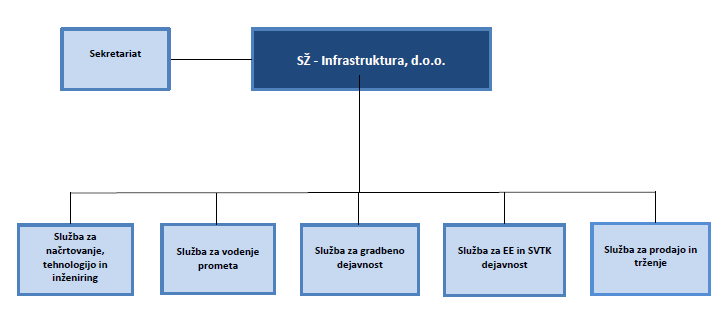 Sekretariat
SŽ - Infrastruktura, d.o.o.
Služba za
načrtovanje,
tehnologijo in
inženiring
Služba za vodenje
prometa
Služba za gradbeno
dejavnost
Služba za EE in SVTK
dejavnost
Služba za prodajo in
trženje